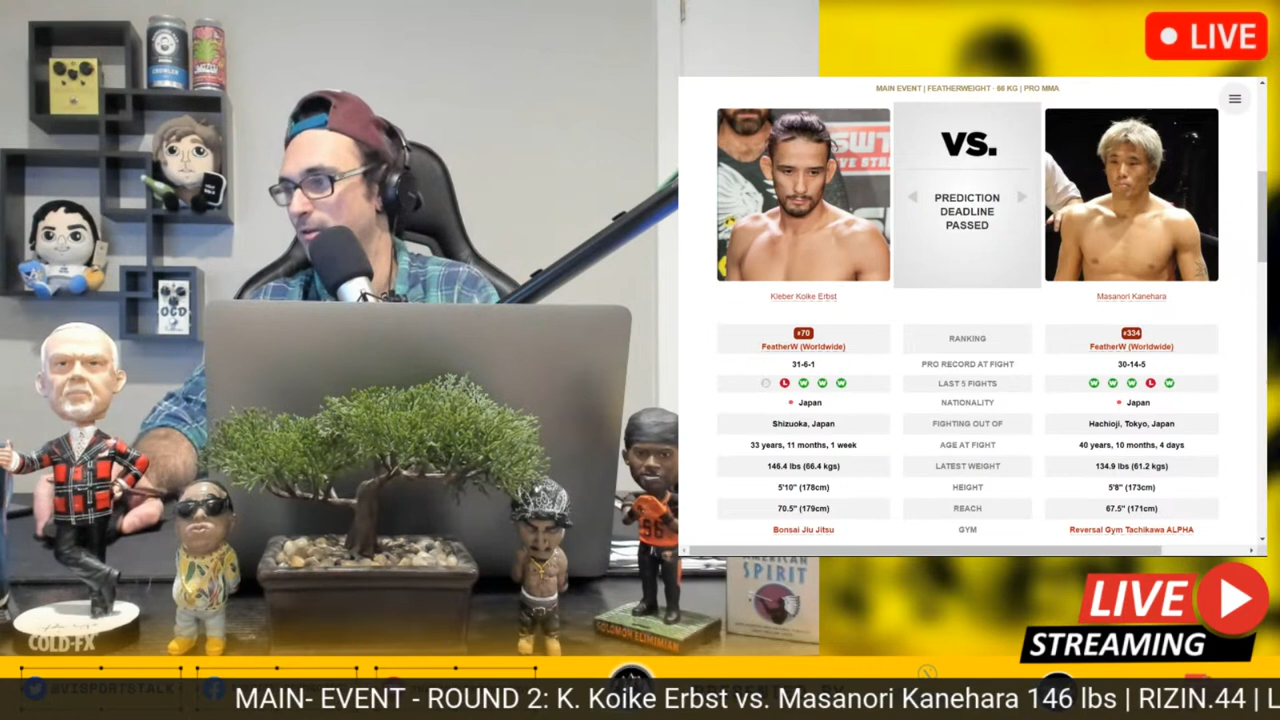 LIVE
MAIN EVENT | FEATHERWEIGHT · 66 KG | PRO MMA
VS.
PREDICTION
DEADLINE
PASSED
Kleber Koike Erbst
Masanori Kanehara
#70
FeatherW (Worldwide)
RANKING
#334
FeatherW (Worldwide)
31-6-1
PRO RECORD AT FIGHT
30-14-5
L W W W
LAST 5 FIGHTS
W W W L W
Japan
NATIONALITY
Japan
Shizuoka, Japan
FIGHTING OUT OF
Hachioji, Tokyo, Japan
33 years, 11 months, 1 week
AGE AT FIGHT
40 years, 10 months, 4 days
146.4 lbs (66.4 kgs)
LATEST WEIGHT
134.9 lbs (61.2 kgs)
5'10" (178cm)
HEIGHT
5'8" (173cm)
70.5" (179cm)
REACH
67.5" (171cm)
Bonsai Jiu Jitsu
GYM
Reversal Gym Tachikawa ALPHA
OCD
COLD-FX
SOLOMON ELIMIMIAN
AMERICAN
SPIRIT
LIVE
STREAMING
@VISPORTSTALK
MAIN- EVENT - ROUND 2: K. Koike Erbst vs. Masanori Kanehara 146 lbs | RIZIN.44 | L